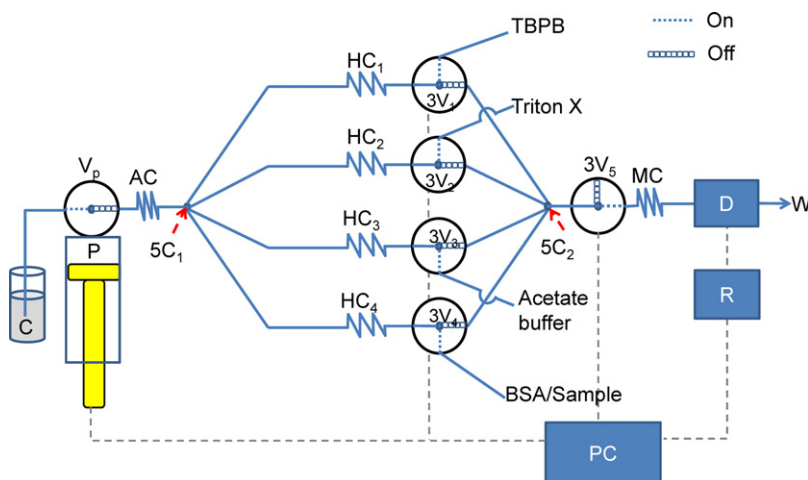 TBPB
On
Off
HC₁
3V₁
Triton X
HC₂
3V₂
Vₚ
AC
3V₅
MC
D
W
P
5C₁
HC₃
3V₃
5C₂
C
Acetate
buffer
R
HC₄
3V₄
BSA/Sample
PC